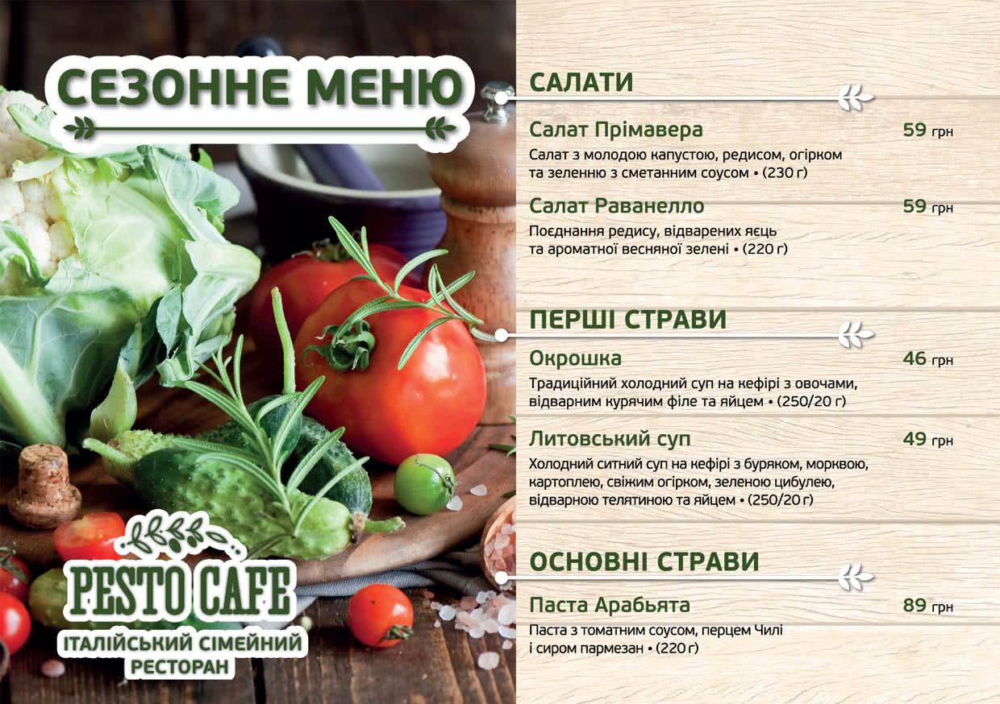 СЕЗОННЕ МЕНЮ
PESTO CAFE
ІТАЛІЙСЬКИЙ СІМЕЙНИЙ
РЕСТОРАН
САЛАТИ
Салат Прімавера 59 грн
Салат з молодою капустою, редисом, огірком
та зеленню з сметанним соусом • (230 г)
Салат Раванелло 59 грн
Поєднання редису, відварених яєць
та ароматної весняної зелені • (220 г)
ПЕРШІ СТРАВИ
Окрошка 46 грн
Традиційний холодний суп на кефірі з овочами,
відварним курячим філе та яйцем • (250/20 г)
Литовський суп 49 грн
Холодний ситний суп на кефірі з буряком, морквою,
картоплею, свіжим огірком, зеленою цибулею,
відварною телятиною та яйцем • (250/20 г)
ОСНОВНІ СТРАВИ
Паста Арабьята 89 грн
Паста з томатним соусом, перцем Чилі
і сиром пармезан • (220 г)